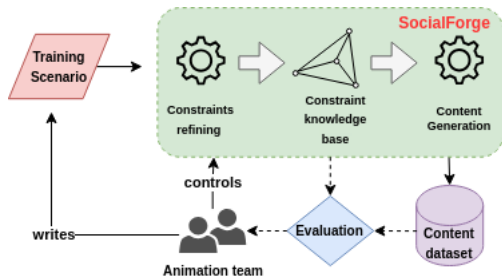 SocialForge
Training
Scenario
Constraints
refining
Constraint
knowledge
base
Content
Generation
controls
writes
Evaluation
Content
dataset
Animation team